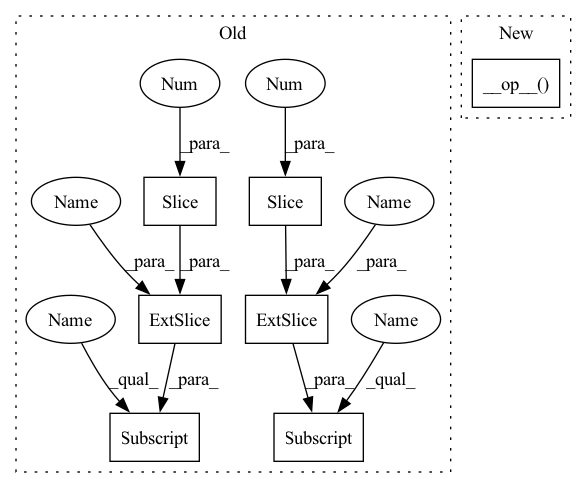 Old
New
Num
Num
__op__()
_para_
_para_
Name
Slice
Slice
Name
_para_
_para_
_para_
_para_
Name
ExtSlice
ExtSlice
Name
_qual_
_para_
_para_
_qual_
Subscript
Subscript